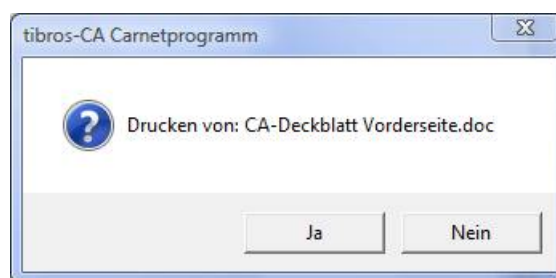 tibros-CA Carnetprogramm
Drucken von: CA-Deckblatt Vorderseite.doc
Ja
Nein